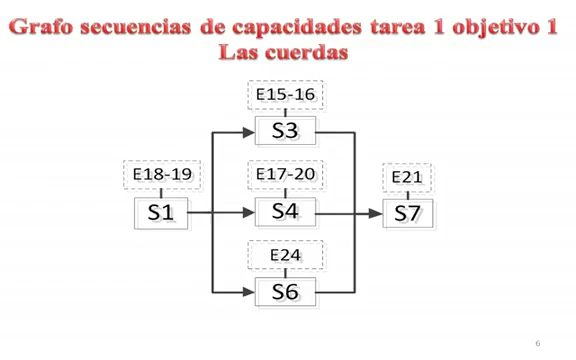 Grafo secuencias de capacidades tarea 1 objetivo 1
Las cuerdas
E15-16
S3
E18-19
E17-20
E21
S1
S4
S7
E24
S6
6